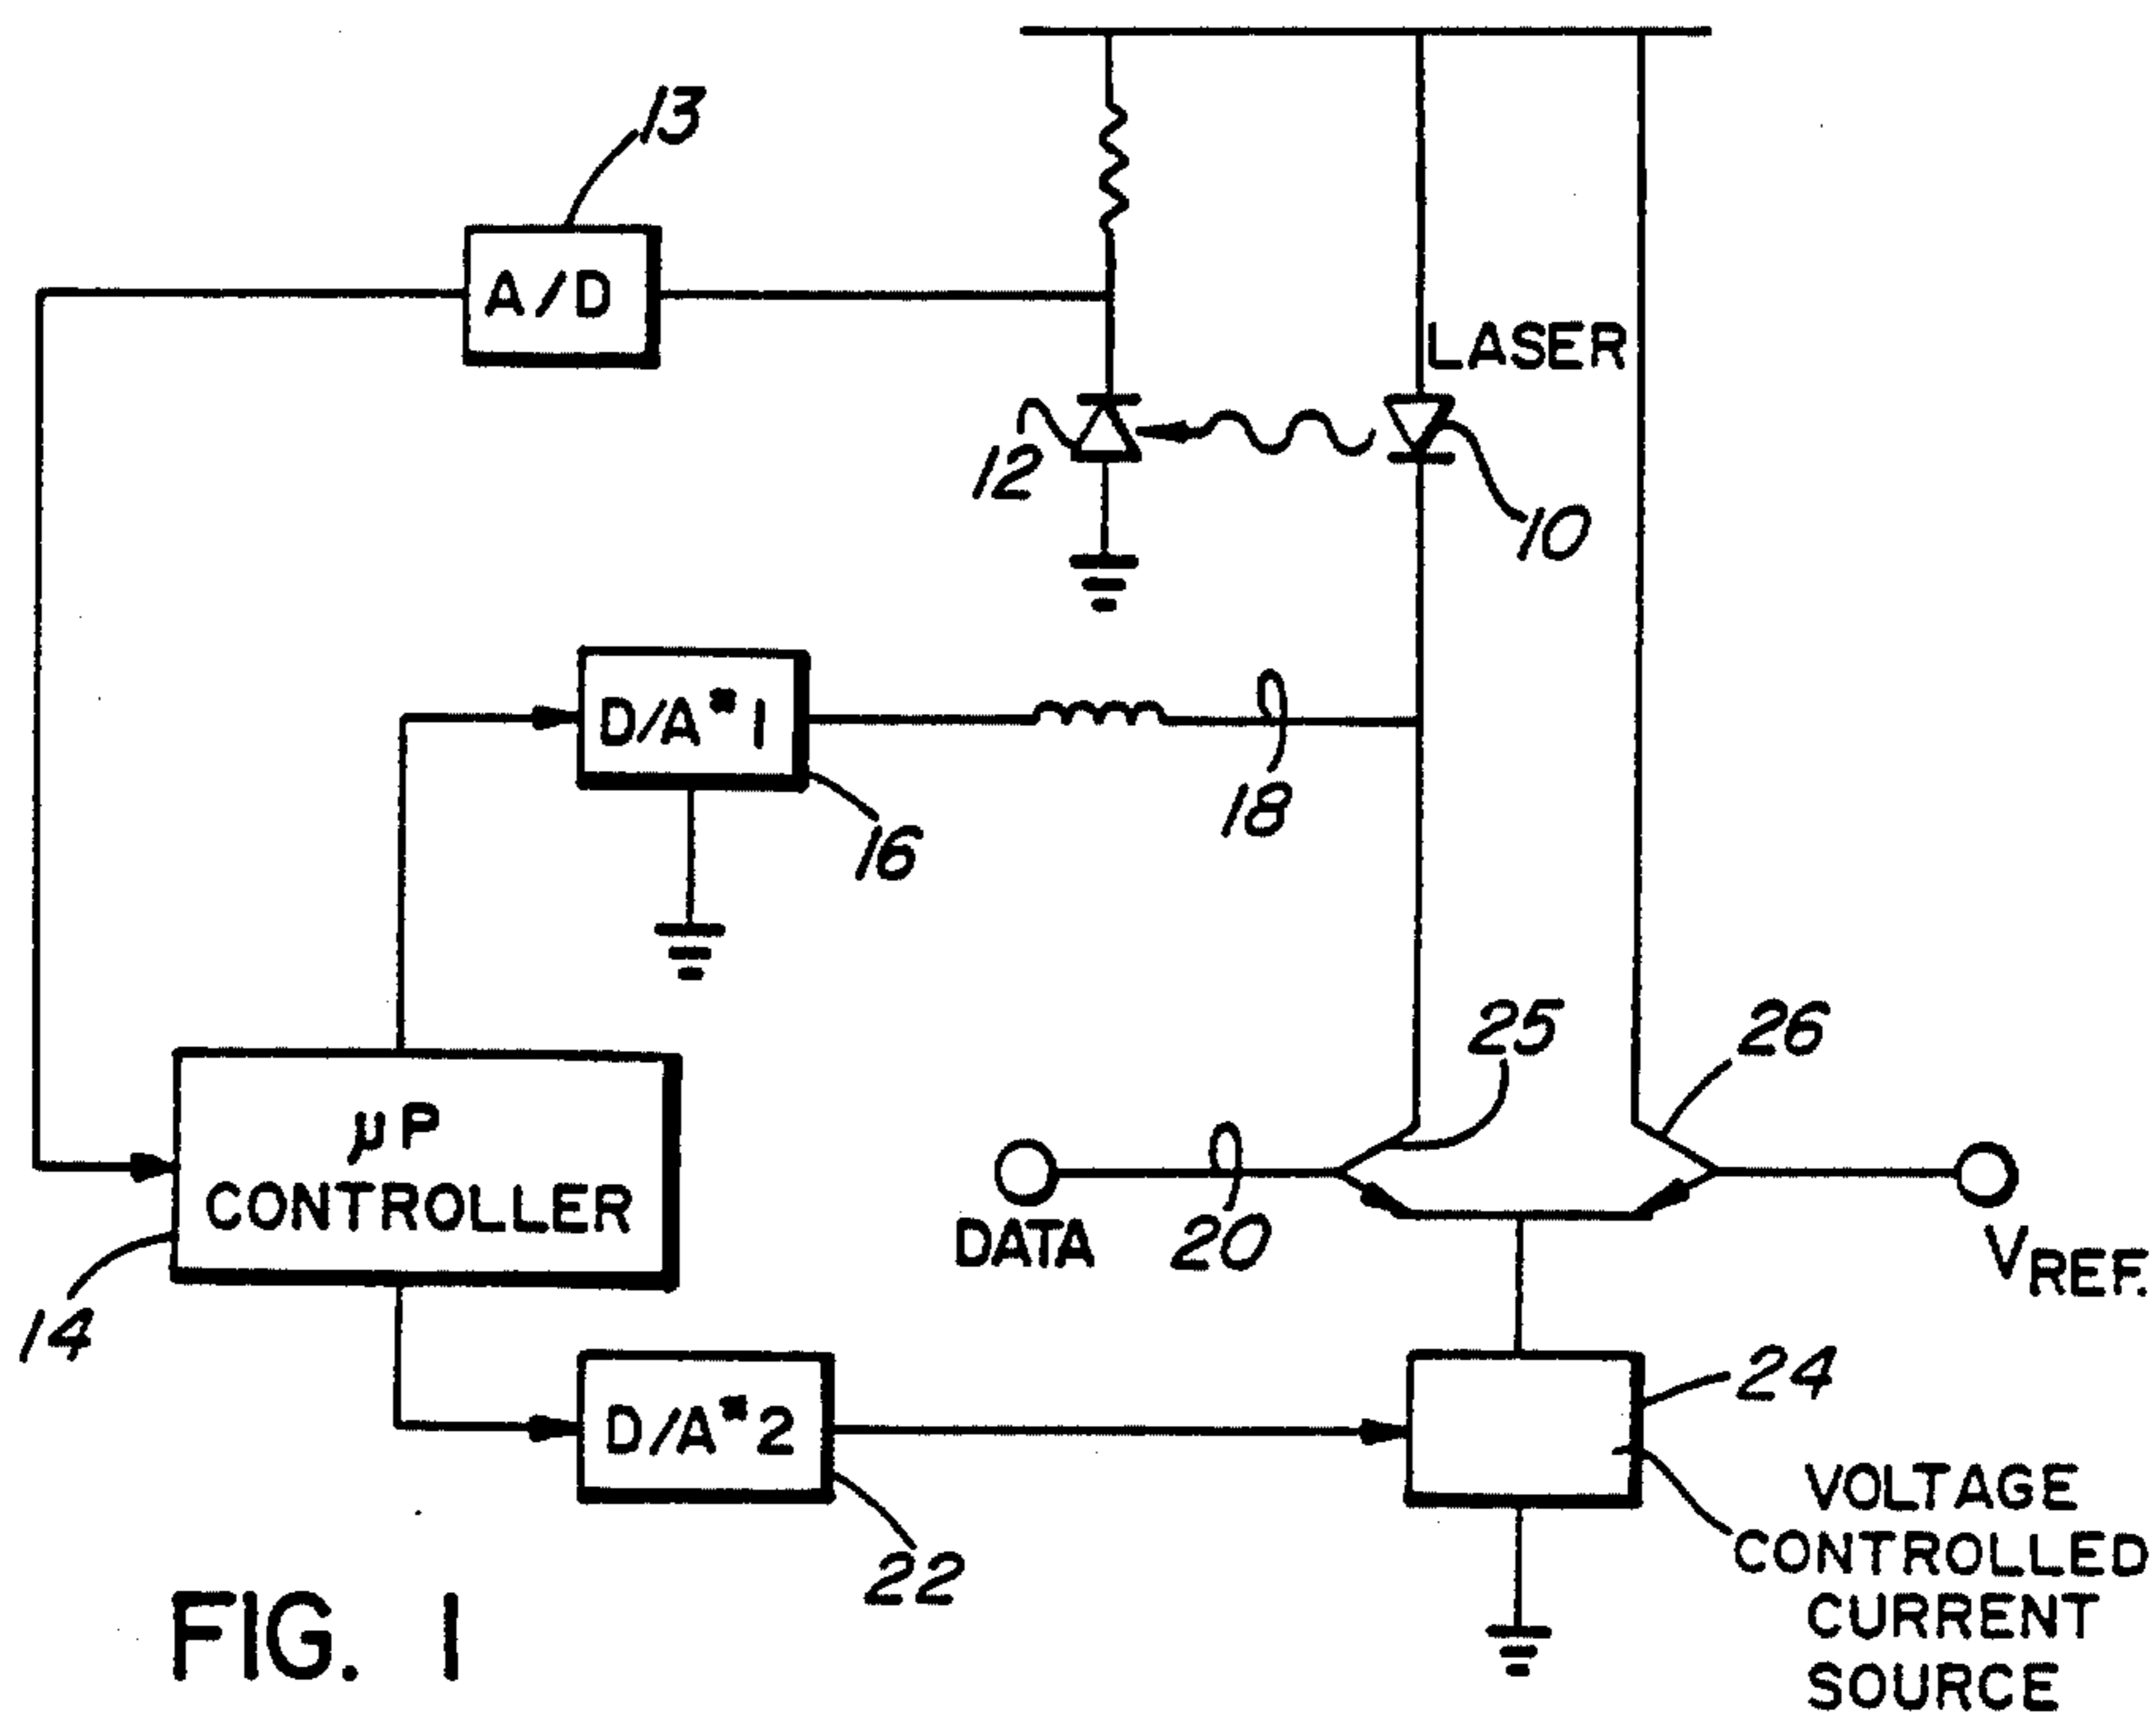 13
A/D
LASER
12
10
D/A#1
18
16
25
26
μP
CONTROLLER
DATA
20
VREF.
14
24
D/A#2
22
VOLTAGE
CONTROLLED
CURRENT
SOURCE
FIG. 1